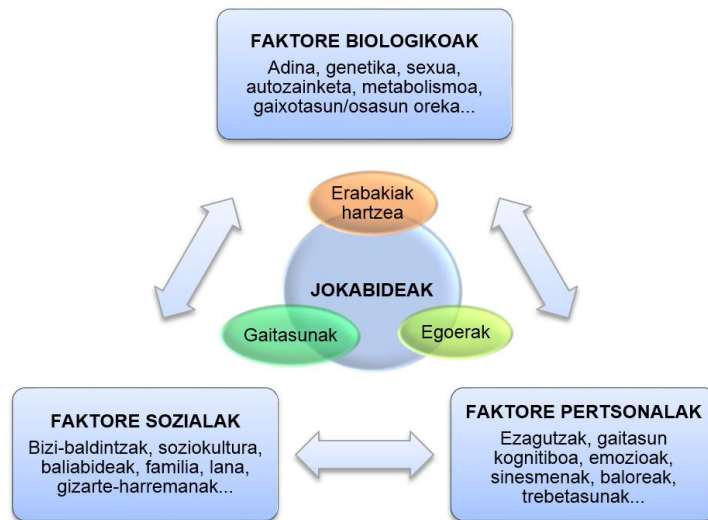 FAKTORE BIOLOGIKOAK
Adina, genetika, sexua,
autozainketa, metabolismoa,
gaixotasun/osasun oreka...
Erabakiak
hartzea
JOKABIDEAK
Gaitasunak
Egoerak
FAKTORE SOZIALAK
Bizi-baldintzak, soziokultura,
baliabideak, familia, lana,
gizarte-harremanak...
FAKTORE PERTSONALAK
Ezagutzak, gaitasun
kognitiboa, emozioak,
sinesmenak, baloreak,
trebetasunak...